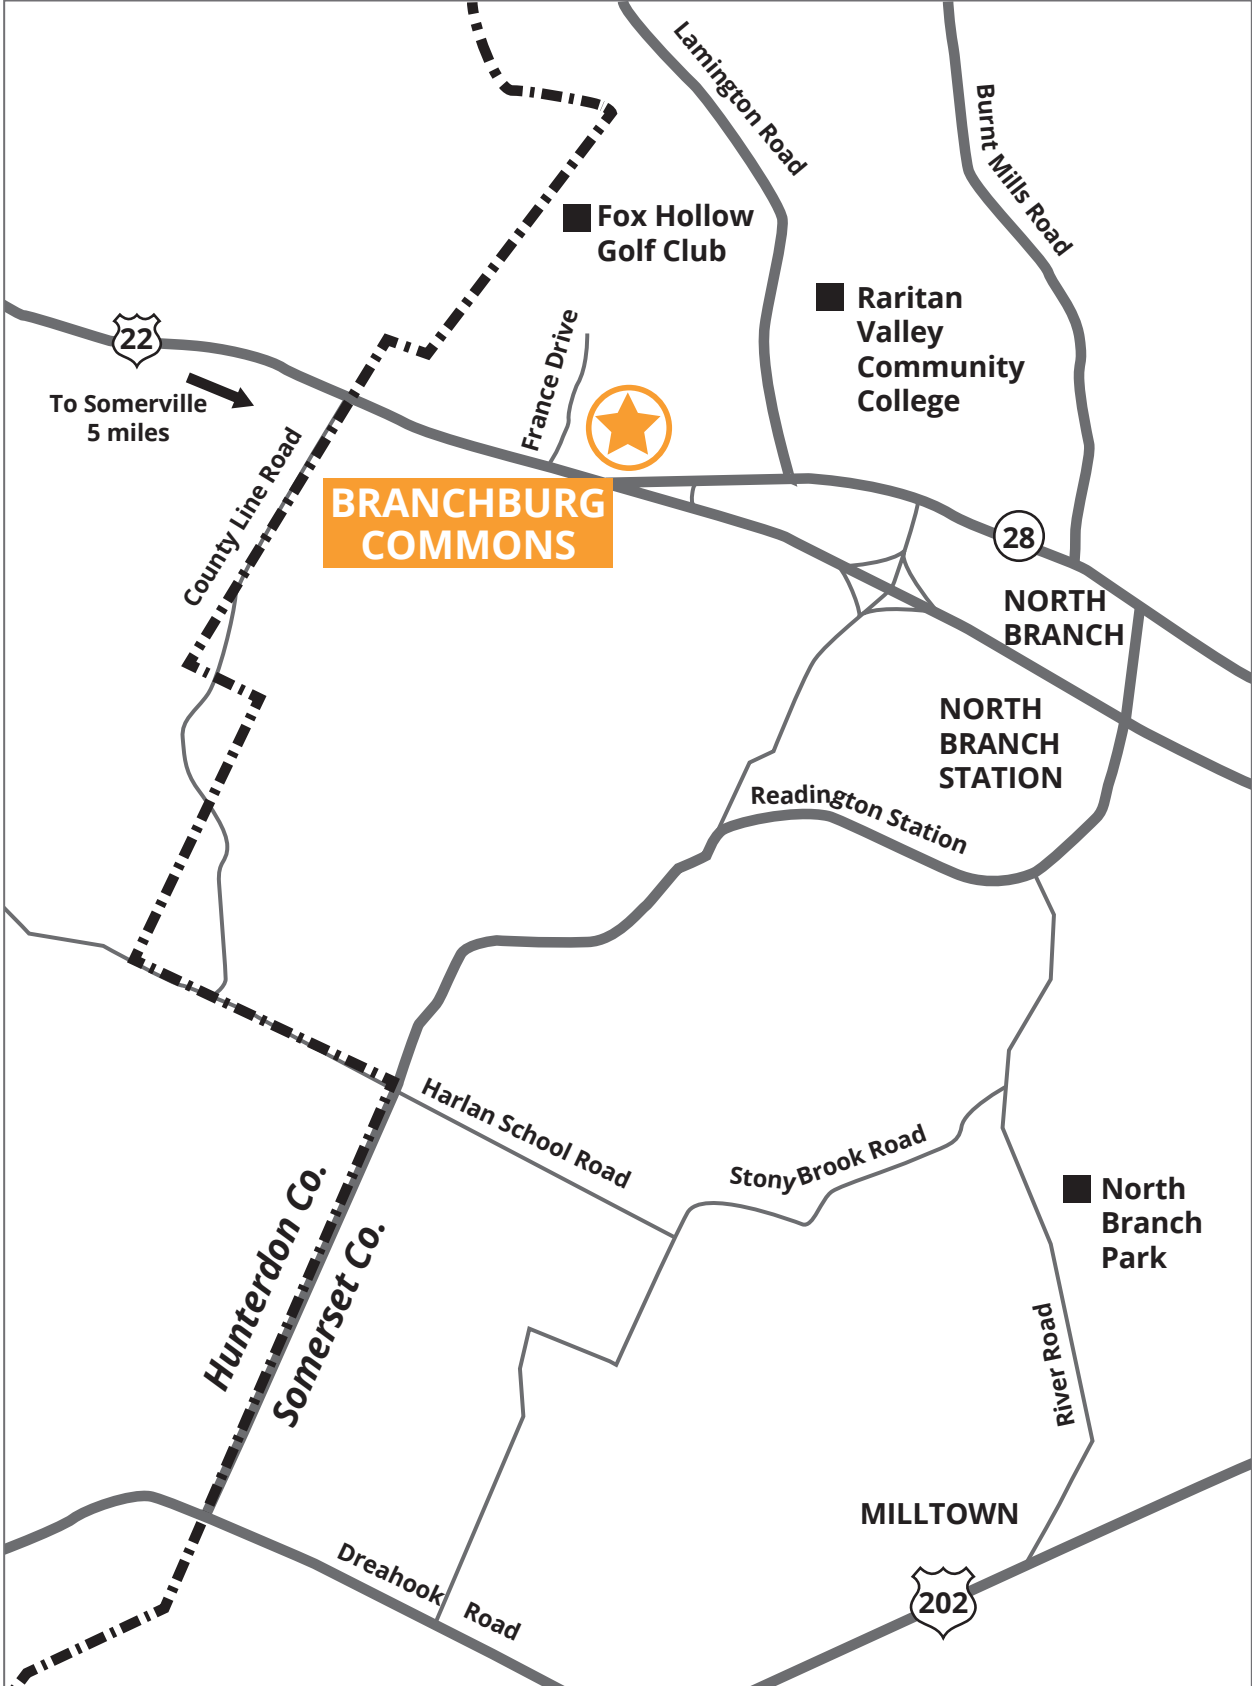 Lamington Road
Burnt Mills Road
Fox Hollow
Golf Club
Raritan
Valley
Community
College
22
To Somerville
5 miles
France Drive
County Line Road
BRANCHBURG
COMMONS
28
NORTH
BRANCH
NORTH
BRANCH
STATION
Readington Station
Harlan School Road
Stony Brook Road
North
Branch
Park
Hunterdon Co.
Somerset Co.
River Road
MILLTOWN
Dreahook Road
202